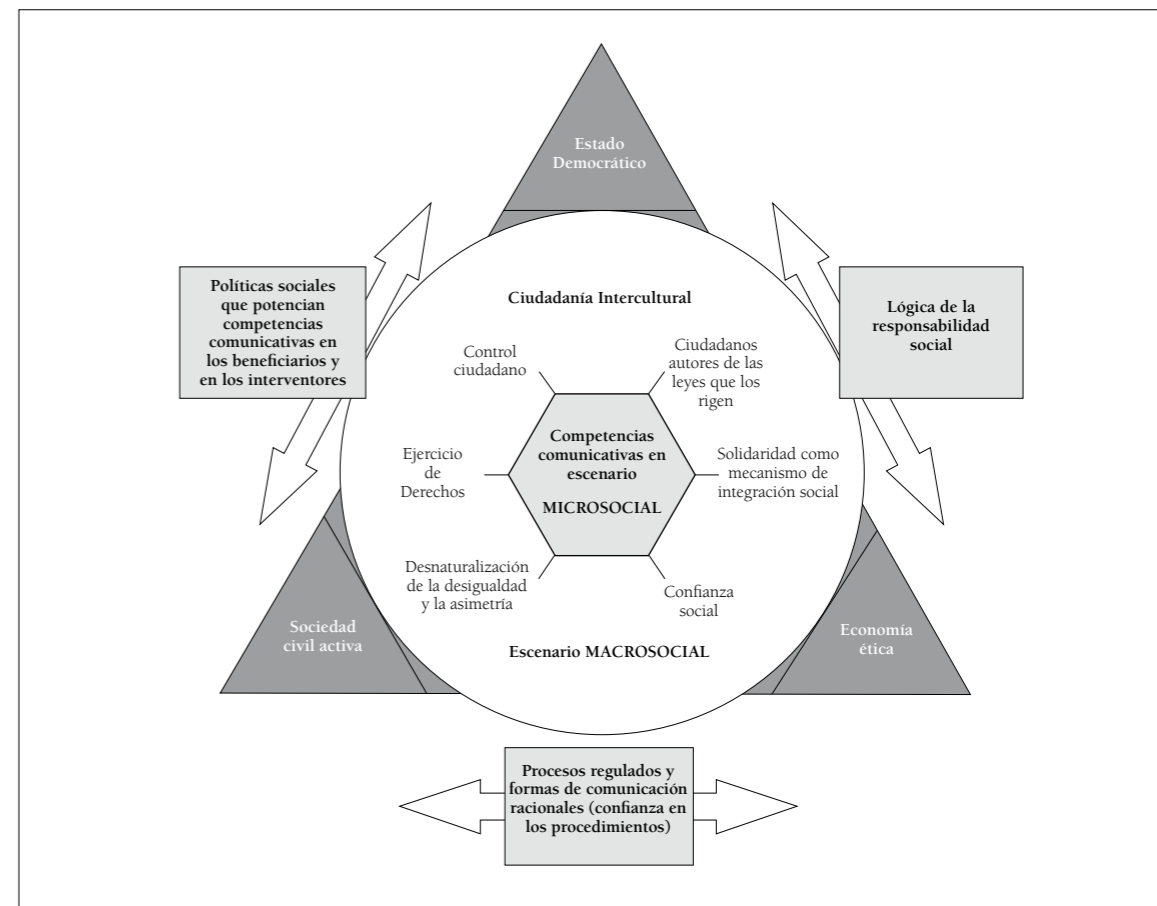 Estado
Democrático
Políticas sociales
que potencian
competencias
comunicativas en
los beneficiarios y
en los interventores
Lógica de la
responsabilidad
social
Ciudadanía Intercultural
Control
ciudadano
Ciudadanos
autores de las
leyes que los
rigen
Ejercicio
de
Derechos
Competencias
comunicativas en
escenario
MICROSOCIAL
Solidaridad como
mecanismo de
integración social
Desnaturalización
de la desigualdad
y la asimetría
Confianza
social
Sociedad
civil activa
Escenario MACROSOCIAL
Economía
ética
Procesos regulados y
formas de comunicación
racionales (confianza en
los procedimientos)